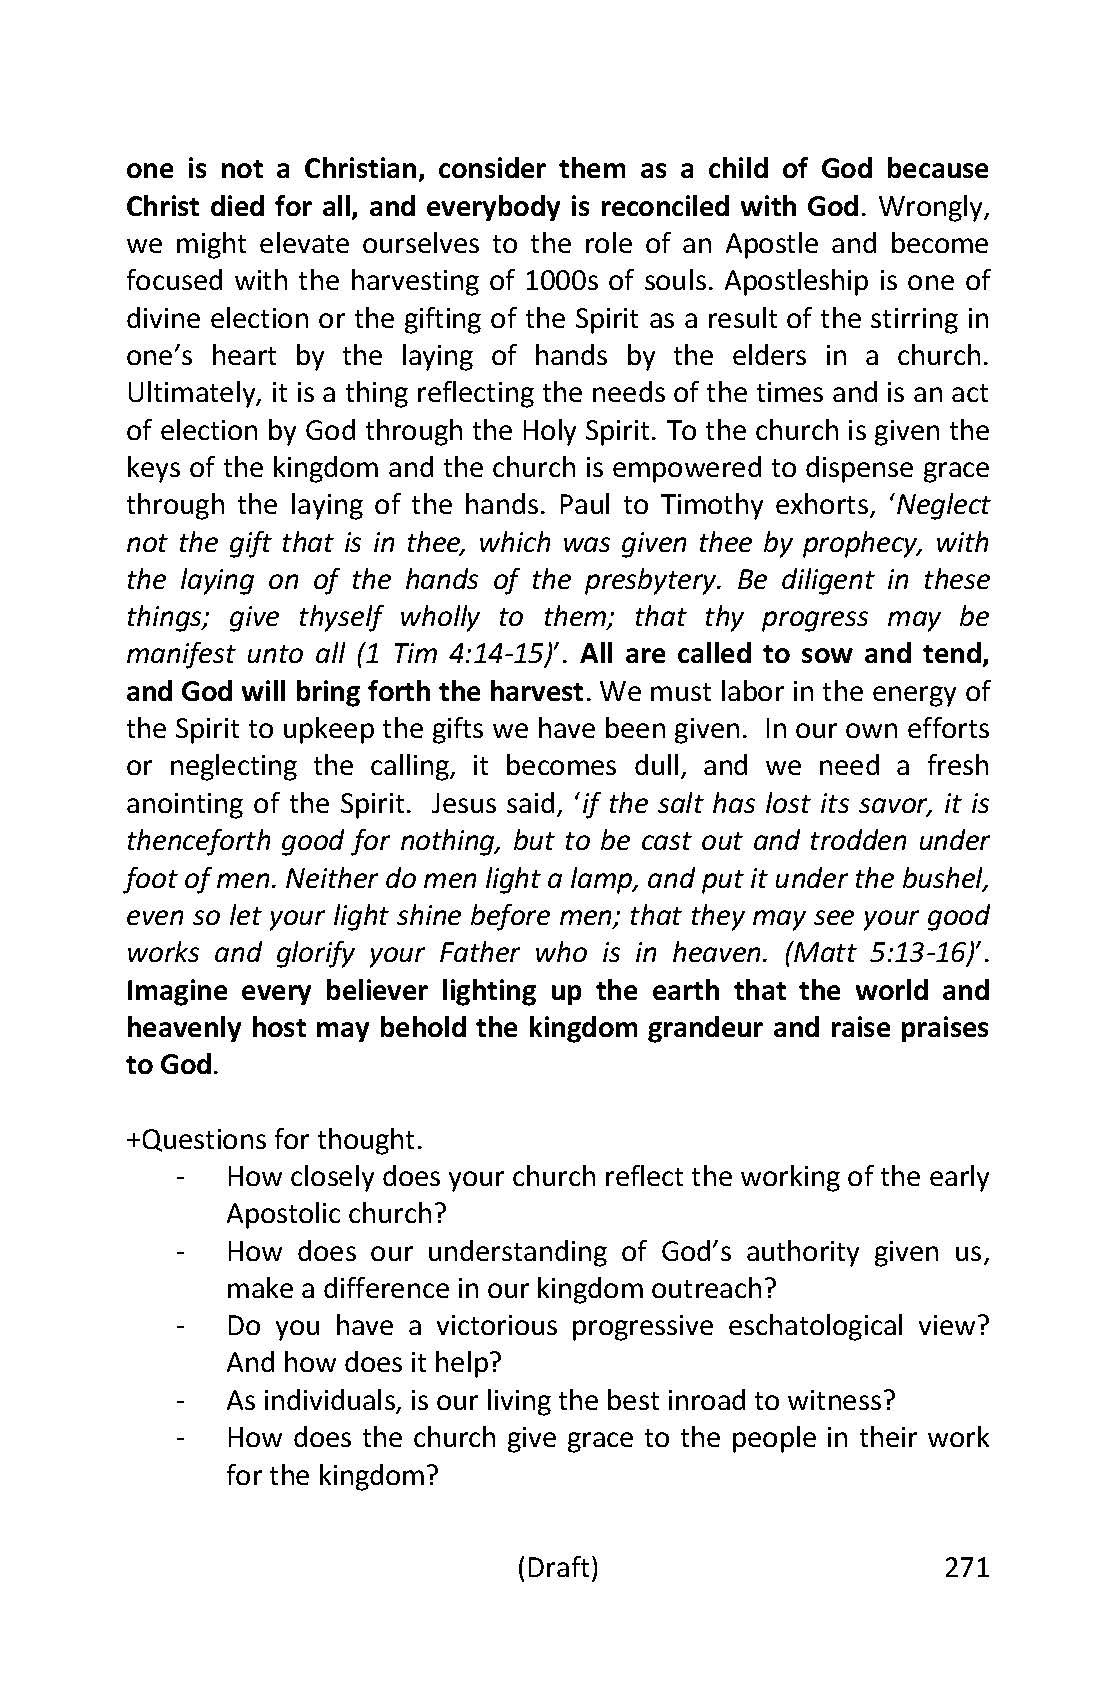 one is not a Christian, consider them as a child of God because
Christ died for all, and everybody is reconciled with God. Wrongly,
we might elevate ourselves to the role of an Apostle and become
focused with the harvesting of 1000s of souls. Apostleship is one of
divine election or the gifting of the Spirit as a result of the stirring in
one’s heart by the laying of hands by the elders in a church.
Ultimately, it is a thing reflecting the needs of the times and is an act
of election by God through the Holy Spirit. To the church is given the
keys of the kingdom and the church is empowered to dispense grace
through the laying of the hands. Paul to Timothy exhorts, ‘Neglect
not the gift that is in thee, which was given thee by prophecy, with
the laying on of the hands of the presbytery. Be diligent in these
things; give thyself wholly to them; that thy progress may be
manifest unto all (1 Tim 4:14-15)’. All are called to sow and tend,
and God will bring forth the harvest. We must labor in the energy of
the Spirit to upkeep the gifts we have been given. In our own efforts
or neglecting the calling, it becomes dull, and we need a fresh
anointing of the Spirit. Jesus said, ‘if the salt has lost its savor, it is
thenceforth good for nothing, but to be cast out and trodden under
foot of men. Neither do men light a lamp, and put it under the bushel,
even so let your light shine before men; that they may see your good
works and glorify your Father who is in heaven. (Matt 5:13-16)’.
Imagine every believer lighting up the earth that the world and
heavenly host may behold the kingdom grandeur and raise praises
to God.
+Questions for thought.
- How closely does your church reflect the working of the early
Apostolic church?
- How does our understanding of God’s authority given us,
make a difference in our kingdom outreach?
- Do you have a victorious progressive eschatological view?
And how does it help?
- As individuals, is our living the best inroad to witness?
- How does the church give grace to the people in their work
for the kingdom?
(Draft) 271